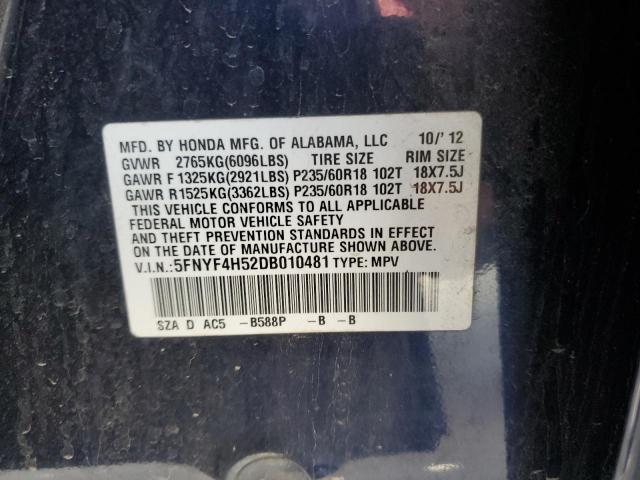 MFD. BY HONDA MFG. OF ALABAMA, LLC 10/'12
GVWR 2765KG(6096LBS) TIRE SIZE RIM SIZE
GAWR F 1325KG(2921LBS) P235/60R18 102T 18X7.5J
GAWR R1525KG(3362LBS) P235/60R18 102T 18X7.5J
THIS VEHICLE CONFORMS TO ALL APPLICABLE
FEDERAL MOTOR VEHICLE SAFETY
AND THEFT PREVENTION STANDARDS IN EFFECT
ON THE DATE OF MANUFACTURE SHOWN ABOVE.
V.I.N.:5FNYF4H52DB010481 TYPE: MPV
SZA D AC5 -B588P -B -B